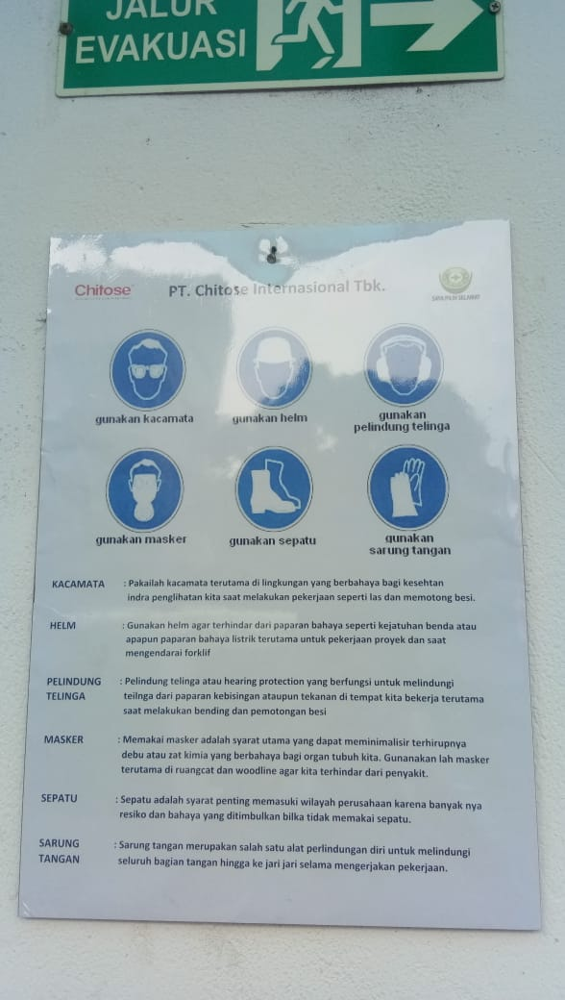 JALUR
EVAKUASI
Chitose
PT. Chitose Internasional Tbk.
SAYA PILIH SELAMAT
gunakan kacamata
gunakan helm
gunakan
pelindung telinga
gunakan masker
gunakan sepatu
gunakan
sarung tangan
KACAMATA : Pakailah kacamata terutama di lingkungan yang berbahaya bagi kesehtan
indra penglihatan kita saat melakukan pekerjaan seperti las dan memotong besi.
HELM : Gunakan helm agar terhindar dari paparan bahaya seperti kejatuhan benda atau
apapun paparan bahaya listrik terutama untuk pekerjaan proyek dan saat
mengendarai forklif
PELINDUNG : Pelindung telinga atau hearing protection yang berfungsi untuk melindungi
TELINGA teilnga dari paparan kebisingan ataupun tekanan di tempat kita bekerja terutama
saat melakukan bending dan pemotongan besi
MASKER : Memakai masker adalah syarat utama yang dapat meminimalisir terhirupnya
debu atau zat kimia yang berbahaya bagi organ tubuh kita. Gunanakan lah masker
terutama di ruangcat dan woodline agar kita terhindar dari penyakit.
SEPATU : Sepatu adalah syarat penting memasuki wilayah perusahaan karena banyak nya
resiko dan bahaya yang ditimbulkan bilka tidak memakai sepatu.
SARUNG : Sarung tangan merupakan salah satu alat perlindungan diri untuk melindungi
TANGAN seluruh bagian tangan hingga ke jari jari selama mengerjakan pekerjaan.